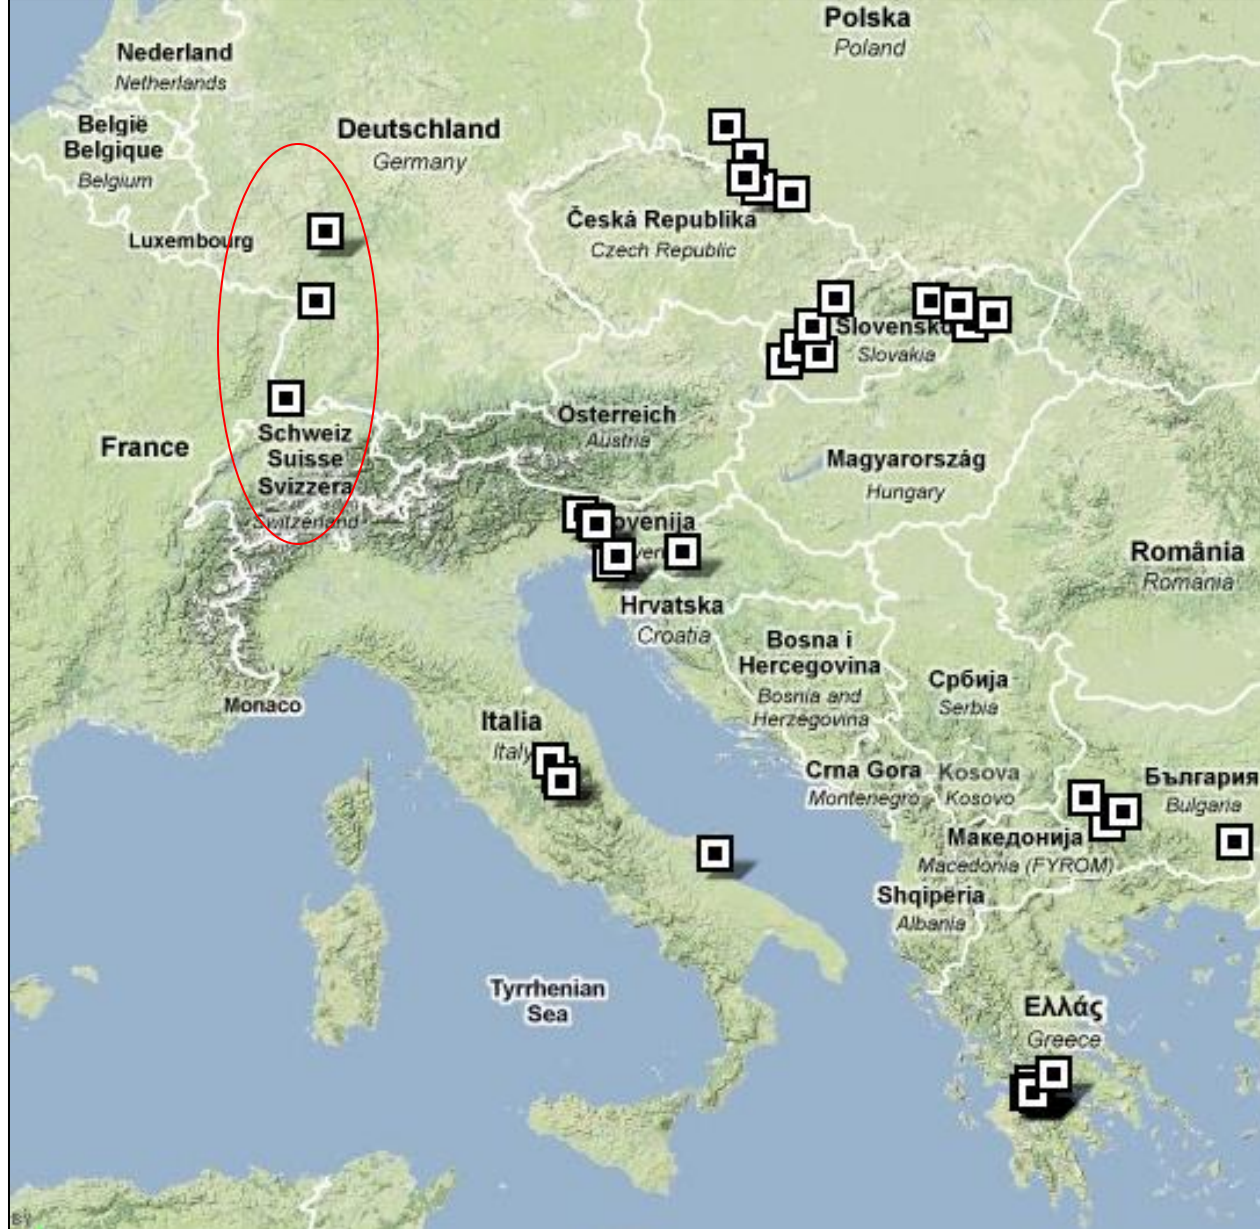 Polska
Poland
Nederland
Netherlands
België
Belgique
Belgium
Deutschland
Germany
Luxembourg
Česká Republika
Czech Republic
Slovensko
Slovakia
Österreich
Austria
France
Schweiz
Suisse
Svizzera
Switzerland
Magyarország
Hungary
ovenija
România
Romania
Hrvatska
Croatia
Bosna i
Hercegovina
Bosnia and
Herzegovina
Србија
Serbia
Monaco
Italia
Italy
Crna Gora
Montenegro
Kosova
Kosovo
България
Bulgaria
Македонија
Macedonia (FYROM)
Shqipëria
Albania
Tyrrhenian
Sea
Ελλάς
Greece